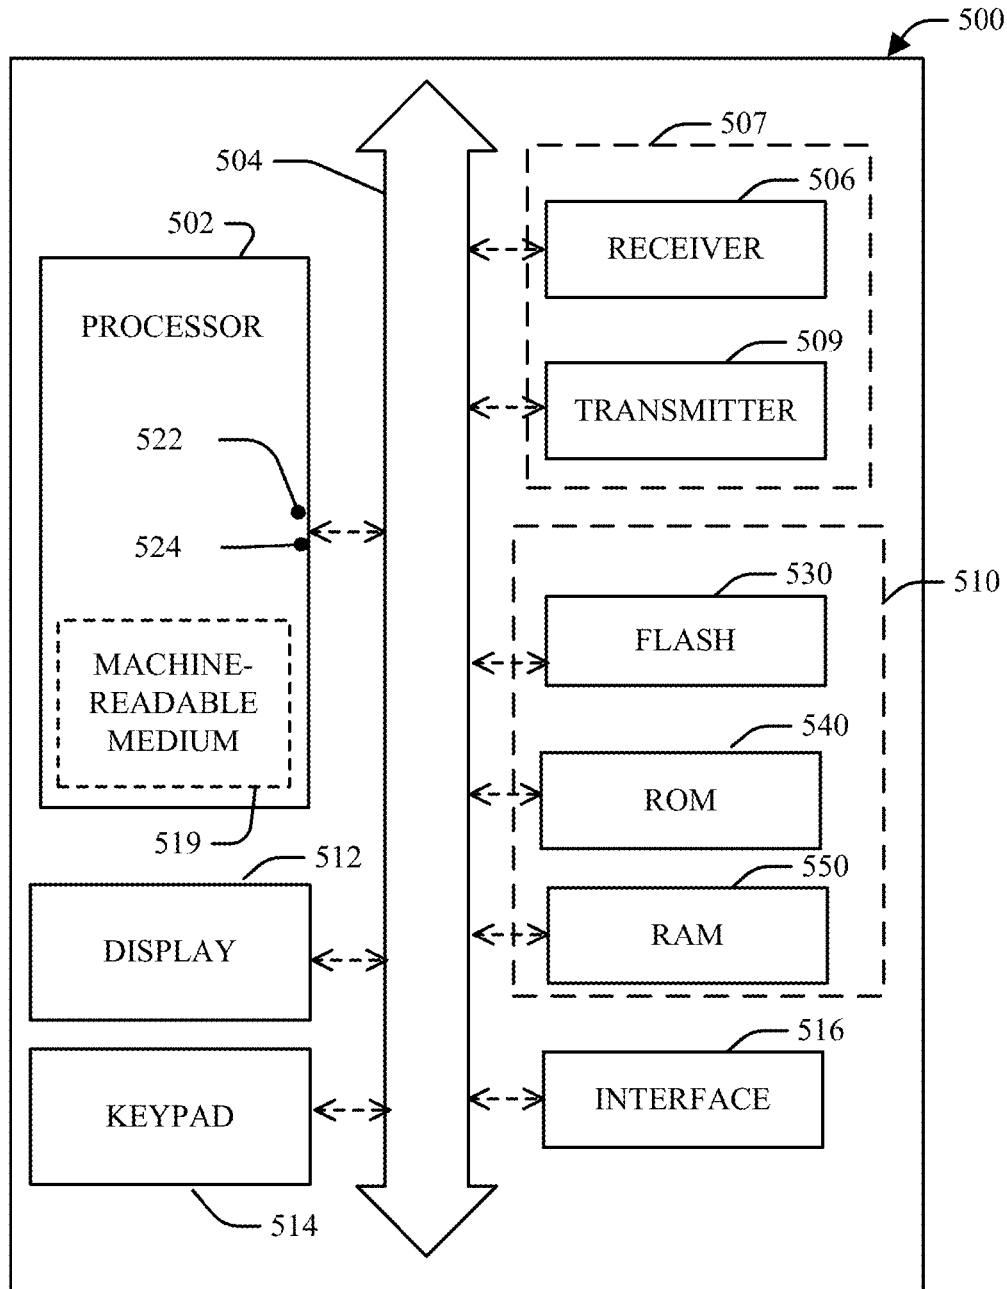 500
507
504
506
502
RECEIVER
PROCESSOR
509
TRANSMITTER
522
524
530
510
FLASH
MACHINE-
READABLE
MEDIUM
540
ROM
519
512
550
DISPLAY
RAM
516
KEYPAD
INTERFACE
514